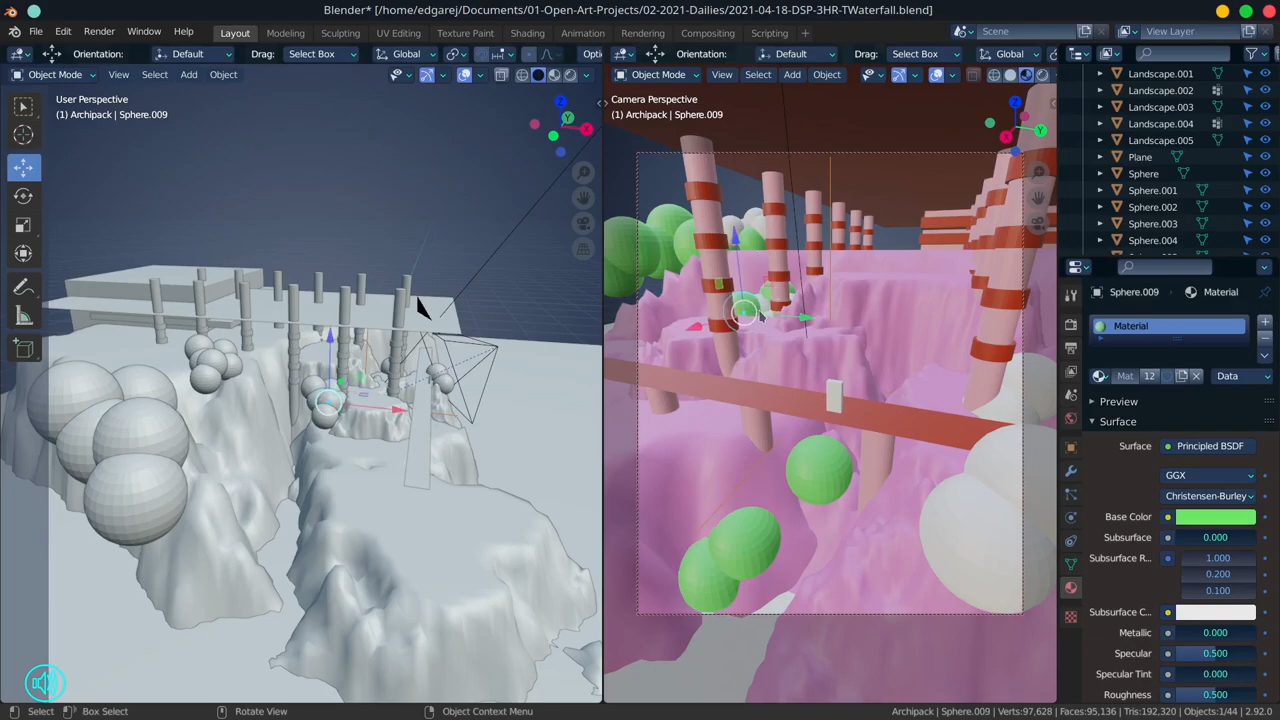 Blender* [/home/edgarej/Documents/01-Open-Art-Projects/02-2021-Dailies/2021-04-18-DSP-3HR-TWaterfall.blend]
File Edit Render Window Help Layout Modeling Sculpting UV Editing Texture Paint Shading Animation Rendering Compositing Scripting Scene View Layer
Orientation: Default Drag: Select Box Global Opti Orientation: Default Drag: Select Box Global
Object Mode View Select Add Object Object Mode View Select Add Object
User Perspective
(1) Archipack | Sphere.009
Z
Y
X
Camera Perspective
(1) Archipack | Sphere.009
Z
Y
X
Landscape.001
Landscape.002
Landscape.003
Landscape.004
Landscape.005
Plane
Sphere
Sphere.001
Sphere.002
Sphere.003
Sphere.004
Sphere.009 Material
Material
Mat 12 Data
Preview
Surface
Surface Principled BSDF
GGX
Christensen-Burley
Base Color
Subsurface 0.000
Subsurface R... 1.000
0.200
0.100
Subsurface C...
Metallic 0.000
Specular 0.500
Specular Tint 0.000
Roughness 0.500
Select Box Select Rotate View Object Context Menu Archipack | Sphere.009 | Verts:97,628 | Faces:95,136 | Tris:192,320 | Objects:1/44 | 2.92.0